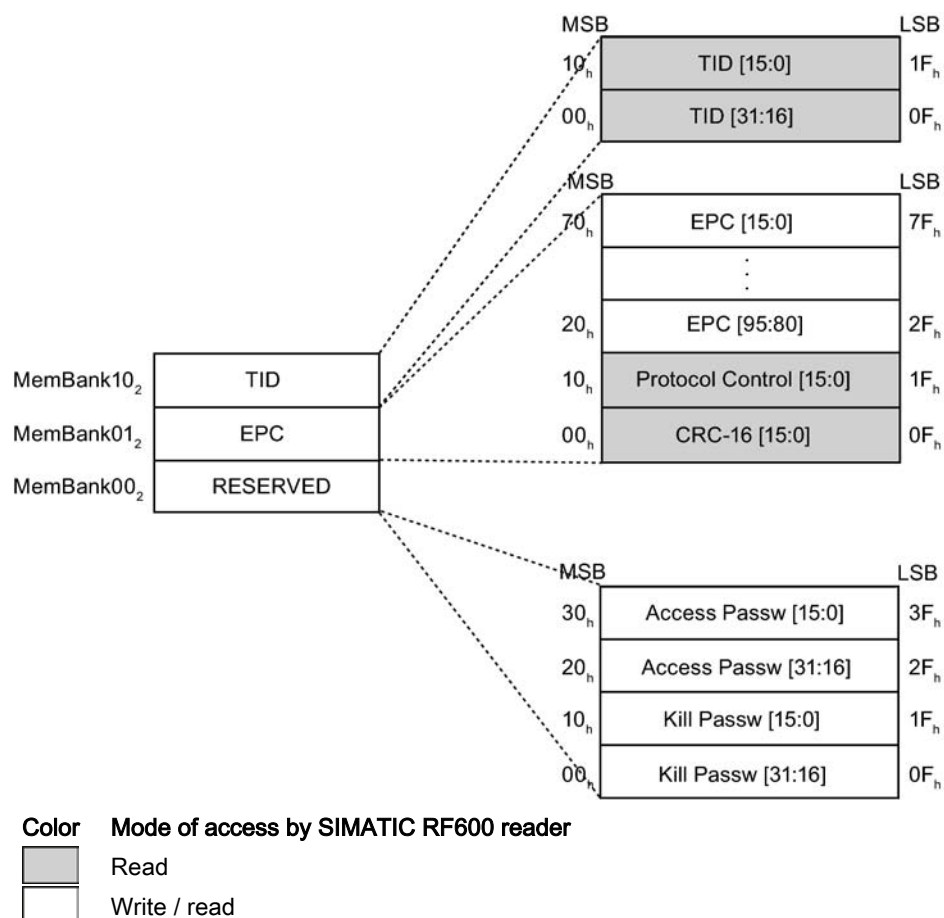 MSB LSB
10h TID [15:0] 1Fh
00h TID [31:16] 0Fh
MSB LSB
70h EPC [15:0] 7Fh
20h EPC [95:80] 2Fh
10h Protocol Control [15:0] 1Fh
00h CRC-16 [15:0] 0Fh
MemBank102 TID
MemBank012 EPC
MemBank002 RESERVED
MSB LSB
30h Access Passw [15:0] 3Fh
20h Access Passw [31:16] 2Fh
10h Kill Passw [15:0] 1Fh
00h Kill Passw [31:16] 0Fh
Color Mode of access by SIMATIC RF600 reader
Read
Write / read